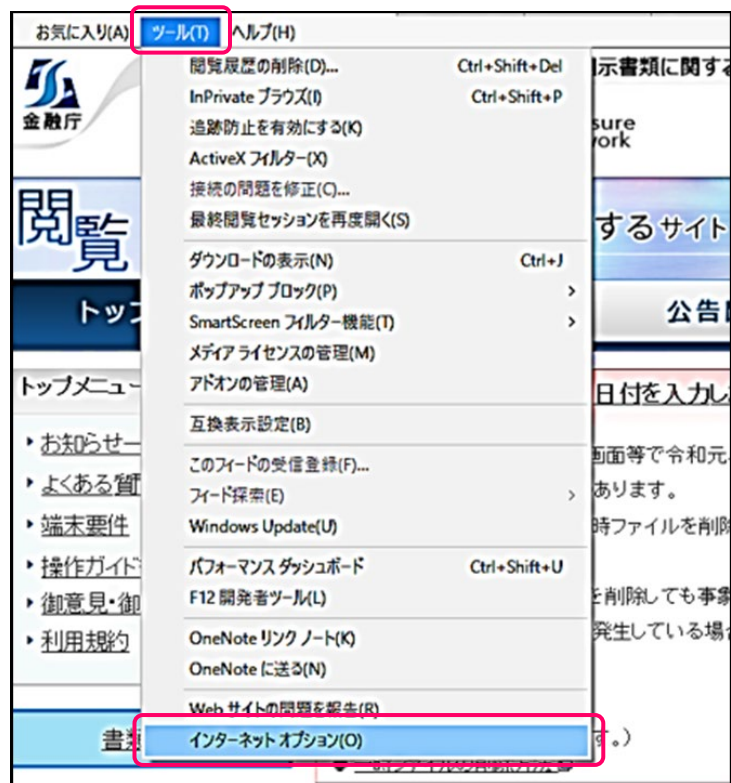 お気に入り(A) ツール(T) ヘルプ(H)
閲覧履歴の削除(D)... Ctrl+Shift+Del
InPrivate ブラウズ(I) Ctrl+Shift+P
追跡防止を有効にする(K)
ActiveX フィルター(X)
接続の問題を修正(C)...
最終閲覧セッションを再度開く(S)
ダウンロードの表示(N) Ctrl+J
ポップアップ ブロック(P)
SmartScreen フィルター機能(T)
メディア ライセンスの管理(M)
アドオンの管理(A)
互換表示設定(B)
このフィードの受信登録(F)...
フィード探索(E)
Windows Update(U)
パフォーマンス ダッシュボード Ctrl+Shift+U
F12 開発者ツール(L)
OneNote リンク ノート(K)
OneNote に送る(N)
Web サイトの問題を報告(R)
インターネット オプション(O)
金融庁
閲覧
トップ
トップメニュー
お知らせ一
よくある質
端末要件
操作ガイド
御意見・御
利用規約
書類
示書類に関する
sure
work
するサイト
公告
日付を入力し
画面等で令和元
あります。
時ファイルを削除
を削除しても事象
発生している場合
す。)